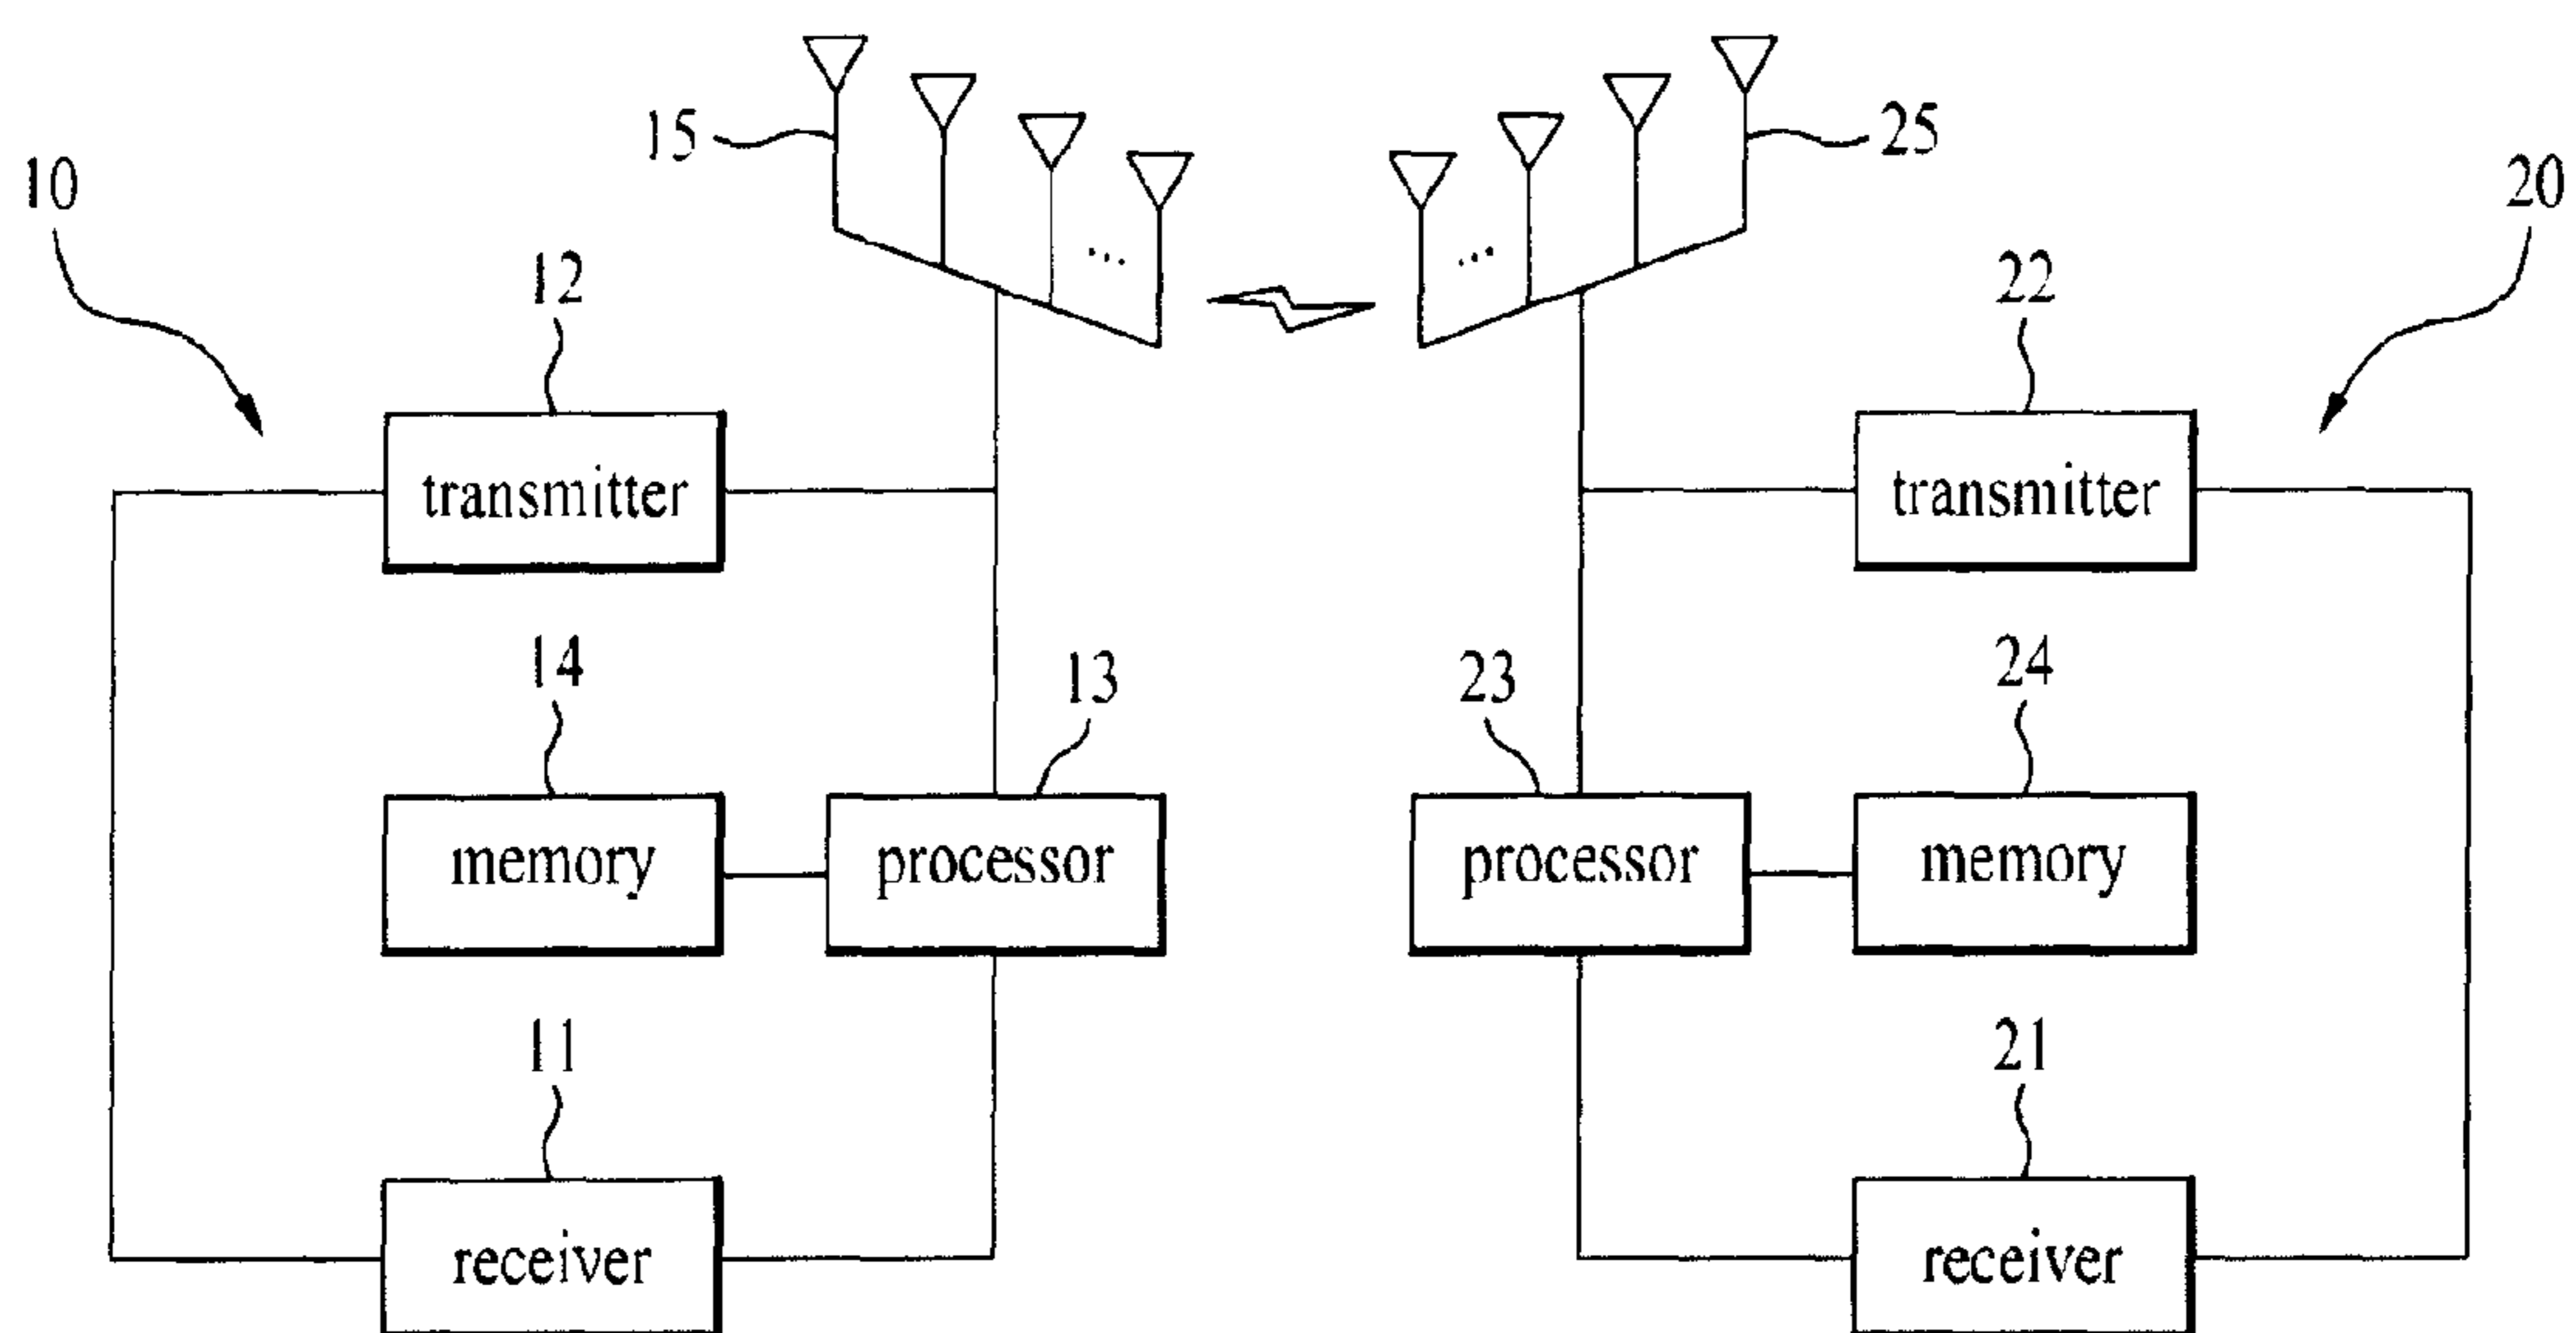 15
25
10
20
12
22
transmitter
transmitter
14
13
23
24
memory
processor
processor
memory
11
21
receiver
receiver